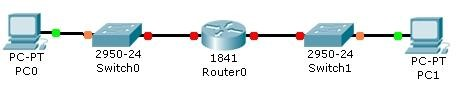 PC-PT
PC0
2950-24
Switch0
1841
Router0
2950-24
Switch1
PC-PT
PC1